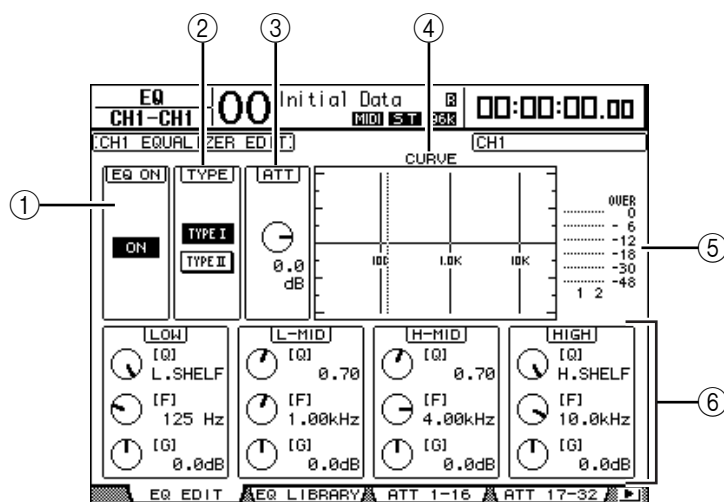 ② ③ ④
EQ
CH1-CH1
00 Initial Data R
MIDI ST 96K
00:00:00.00
CH1 EQUALIZER EDIT
CH1
EQ ON TYPE ATT CURVE
① ON TYPE I TYPE II
0.0
dB
100 1.0K 10K
OVER
0
-6
-12
-18
-30
-48
1 2
⑤
LOW L-MID H-MID HIGH
[Q] [Q] [Q] [Q]
L.SHELF 0.70 0.70 H.SHELF
[F] [F] [F] [F]
125 Hz 1.00kHz 4.00kHz 10.0kHz
[G] [G] [G] [G]
0.0dB 0.0dB 0.0dB 0.0dB
⑥
EQ EDIT EQ LIBRARY ATT 1-16 ATT 17-32